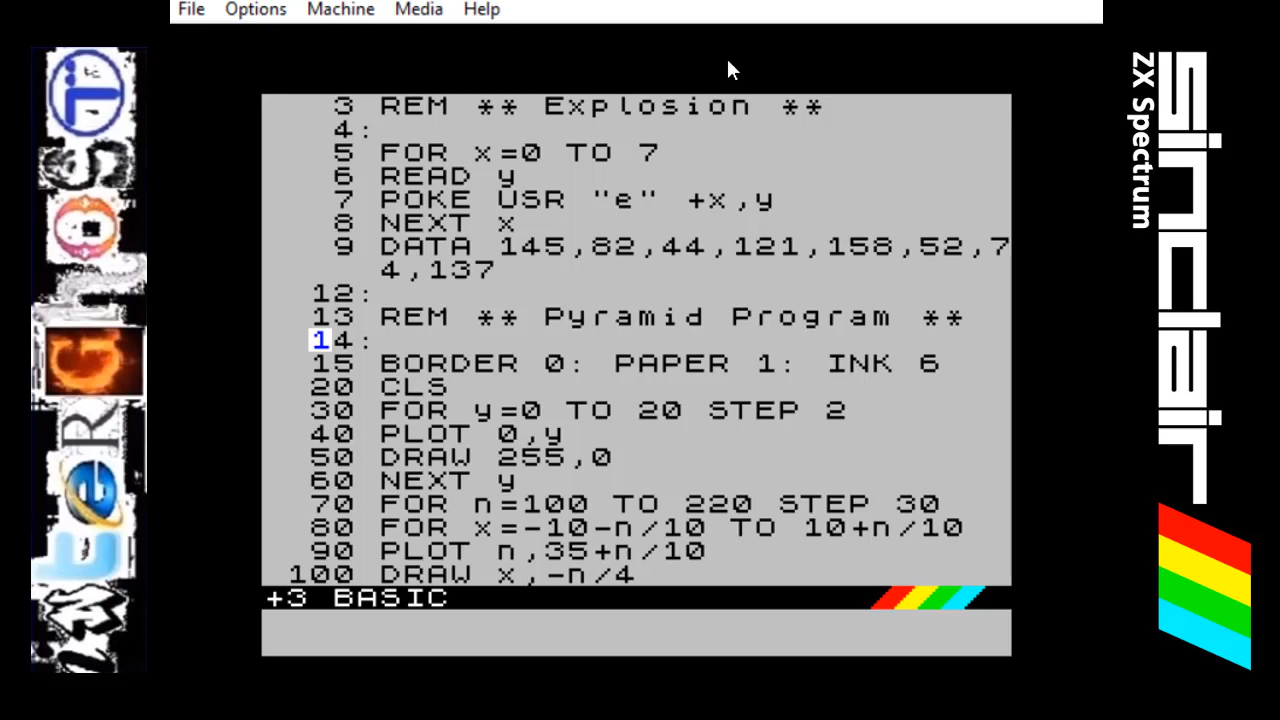 File Options Machine Media Help
3 REM ** Explosion **
4:
5 FOR x=0 TO 7
6 READ y
7 POKE USR "e" +x,y
8 NEXT x
9 DATA 145,82,44,121,158,52,7
4,137
12:
13 REM ** Pyramid Program **
14:
15 BORDER 0: PAPER 1: INK 6
20 CLS
30 FOR y=0 TO 20 STEP 2
40 PLOT 0,y
50 DRAW 255,0
60 NEXT y
70 FOR n=100 TO 220 STEP 30
80 FOR x=-10-n/10 TO 10+n/10
90 PLOT n,35+n/10
100 DRAW x,-n/4
+3 BASIC
sinclair
ZX Spectrum